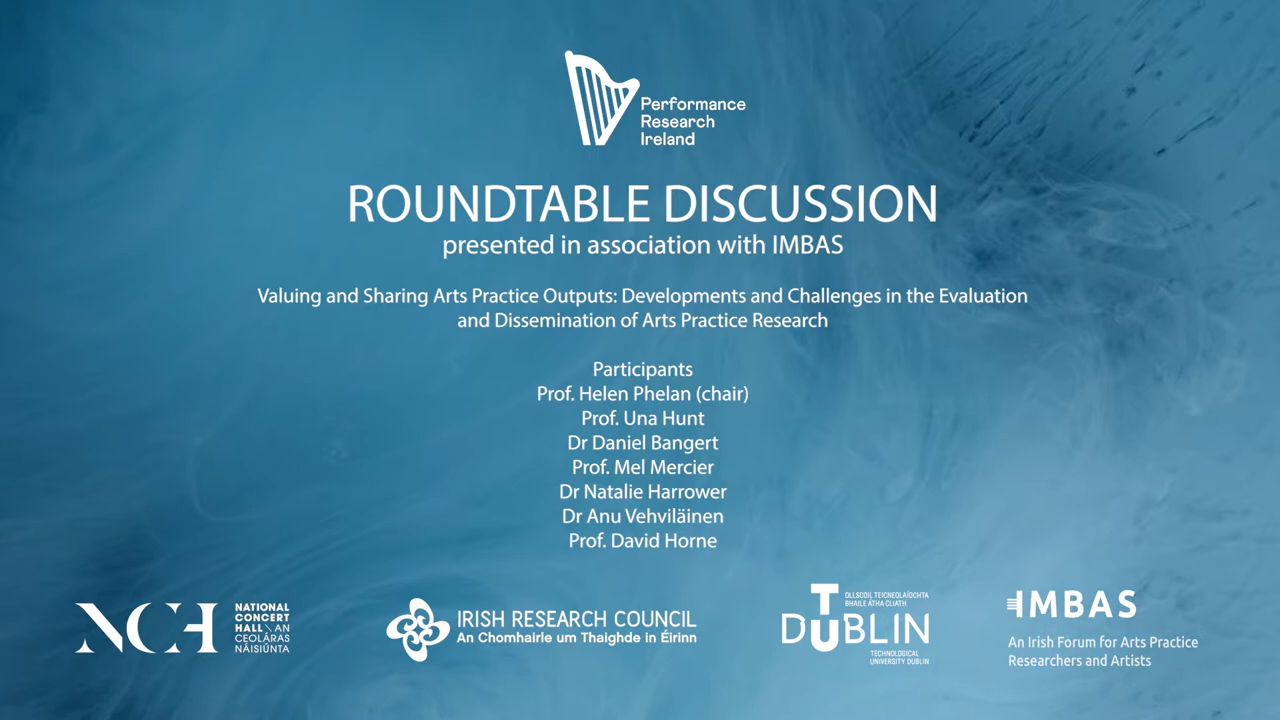 Performance
Research
Ireland
ROUNDTABLE DISCUSSION
presented in association with IMBAS
Valuing and Sharing Arts Practice Outputs: Developments and Challenges in the Evaluation
and Dissemination of Arts Practice Research
Participants
Prof. Helen Phelan (chair)
Prof. Una Hunt
Dr Daniel Bangert
Prof. Mel Mercier
Dr Natalie Harrower
Dr Anu Vehviläinen
Prof. David Horne
NCH
NATIONAL
CONCERT
HALL \ AN
CEOLÁRAS
NÁISIÚNTA
IRISH RESEARCH COUNCIL
An Chomhairle um Thaighde in Éirinn
OLLSCOIL TEICNEOLAÍOCHTA
BHAILE ÁTHA CLIATH
TU DUBLIN
TECHNOLOGICAL
UNIVERSITY DUBLIN
IMBAS
An Irish Forum for Arts Practice
Researchers and Artists